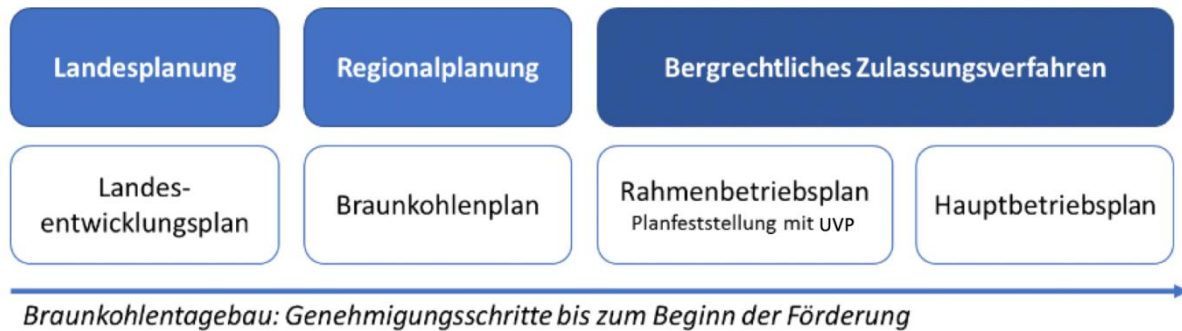 Landesplanung
Regionalplanung
Bergrechtliches Zulassungsverfahren
Landes-
entwicklungsplan
Braunkohlenplan
Rahmenbetriebsplan
Planfeststellung mit UVP
Hauptbetriebsplan
Braunkohlentagebau: Genehmigungsschritte bis zum Beginn der Förderung